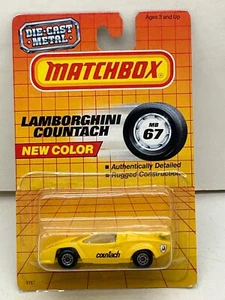 DIE-CAST
METAL
Ages 3 and Up
MATCHBOX
LAMBORGHINI
COUNTACH
NEW COLOR
MB
67
Authentically Detailed
Rugged Construction
countach